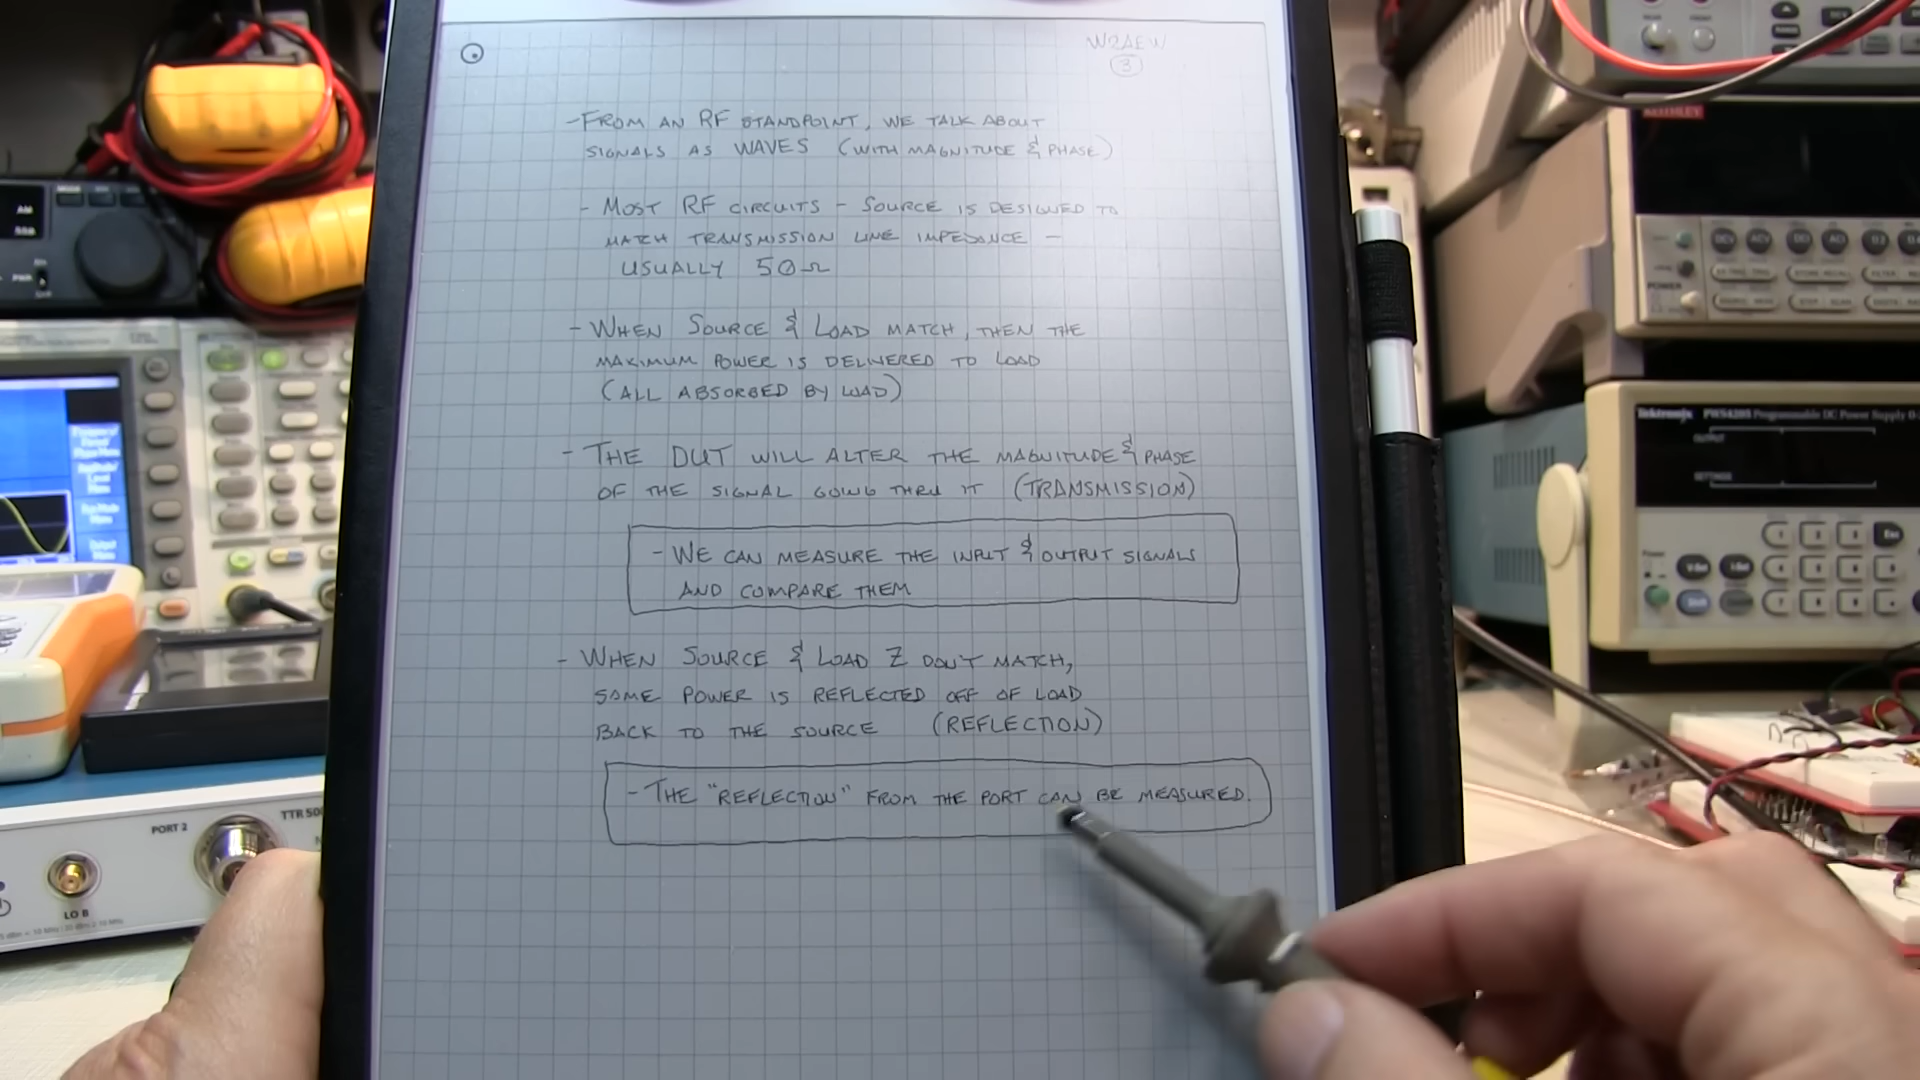 W2AEW
3
- FROM AN RF STANDPOINT, WE TALK ABOUT
SIGNALS AS WAVES (WITH MAGNITUDE & PHASE)
- MOST RF CIRCUITS - SOURCE IS DESIGNED TO
MATCH TRANSMISSION LINE IMPEDANCE -
USUALLY 50Ω
- WHEN SOURCE & LOAD MATCH, THEN THE
MAXIMUM POWER IS DELIVERED TO LOAD
(ALL ABSORBED BY LOAD)
- THE DUT WILL ALTER THE MAGNITUDE & PHASE
OF THE SIGNAL GOING THRU IT (TRANSMISSION)
- WE CAN MEASURE THE INPUT & OUTPUT SIGNALS
AND COMPARE THEM
- WHEN SOURCE & LOAD Z DON'T MATCH,
SOME POWER IS REFLECTED OFF OF LOAD
BACK TO THE SOURCE (REFLECTION)
- THE "REFLECTION" FROM THE PORT CAN BE MEASURED.
PORT 2
TTR50
LO B
KEITHLEY
POWER
Tektronix PWS4205 Programmable DC Power Supply
OUTPUT
SETTINGS
Power
Esc